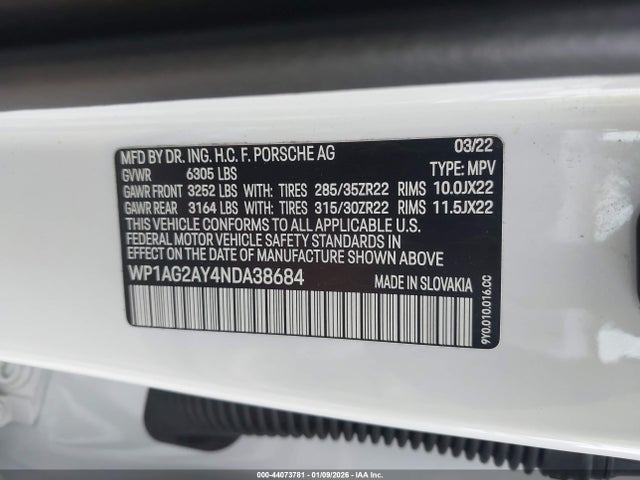 MFD BY DR. ING. H.C. F. PORSCHE AG 03/22
GVWR 6305 LBS TYPE: MPV
GAWR FRONT 3252 LBS WITH: TIRES 285/35ZR22 RIMS 10.0JX22
GAWR REAR 3164 LBS WITH: TIRES 315/30ZR22 RIMS 11.5JX22
THIS VEHICLE CONFORMS TO ALL APPLICABLE U.S.
FEDERAL MOTOR VEHICLE SAFETY STANDARDS IN
EFFECT ON THE DATE OF MANUFACTURE SHOWN ABOVE
WP1AG2AY4NDA38684 MADE IN SLOVAKIA
9Y0.010.016.CC
000-44073781 - 01/09/2026 - IAA Inc.